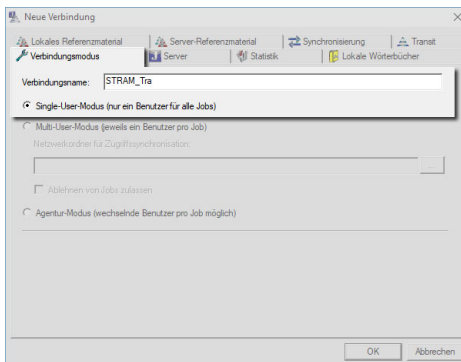 Neue Verbindung
Lokales Referenzmaterial Server-Referenzmaterial Synchronisierung Transit
Verbindungsmodus Server Statistik Lokale Wörterbücher
Verbindungsname: STRAM_Tra
Single-User-Modus (nur ein Benutzer für alle Jobs)
Multi-User-Modus (jeweils ein Benutzer pro Job)
Netzwerkordner für Zugriffssynchronisation:
...
Ablehnen von Jobs zulassen
Agentur-Modus (wechselnde Benutzer pro Job möglich)
OK Abbrechen